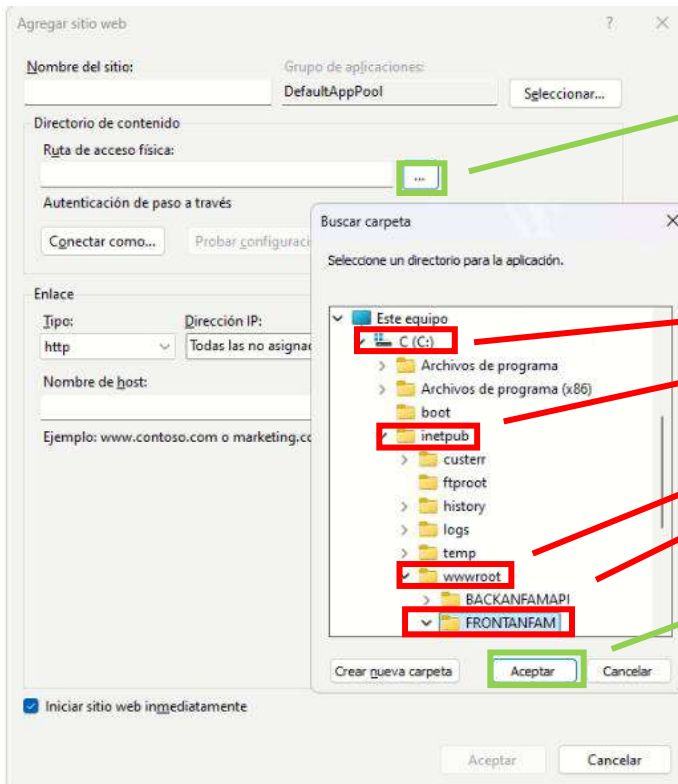 Agregar sitio web ? ×
Nombre del sitio: Grupo de aplicaciones:
DefaultAppPool Seleccionar...
Directorio de contenido
Ruta de acceso física:
...
Autenticación de paso a través
Buscar carpeta ×
Conectar como... Probar configuraci
Seleccione un directorio para la aplicación.
Enlace
Tipo: Dirección IP:
http Todas las no asignad
Nombre de host:
Ejemplo: www.contoso.com o marketing.co
Este equipo
C (C:)
Archivos de programa
Archivos de programa (x86)
boot
inetpub
custerr
ftproot
history
logs
temp
wwwroot
BACKANFAMAPI
FRONTANFAM
Crear nueva carpeta Aceptar Cancelar
Iniciar sitio web inmediatamente
Aceptar Cancelar